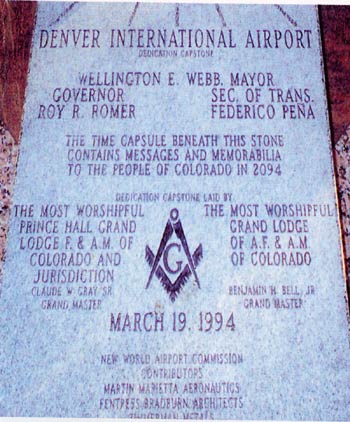 DENVER INTERNATIONAL AIRPORT
DEDICATION CAPSTONE
WELLINGTON E. WEBB, MAYOR
GOVERNOR
ROY R. ROMER
SEC. OF TRANS.
FEDERICO PEÑA
THE TIME CAPSULE BENEATH THIS STONE
CONTAINS MESSAGES AND MEMORABILIA
TO THE PEOPLE OF COLORADO IN 2094
DEDICATION CAPSTONE LAID BY
THE MOST WORSHIPFUL
PRINCE HALL GRAND
LODGE F. & A.M. OF
COLORADO AND
JURISDICTION
CLAUDE W. GRAY SR.
GRAND MASTER
G
THE MOST WORSHIPFUL
GRAND LODGE
OF A.F. & A.M.
OF COLORADO
BENJAMIN H. BELL, JR
GRAND MASTER
MARCH 19, 1994
NEW WORLD AIRPORT COMMISSION
CONTRIBUTORS
MARTIN MARIETTA AERONAUTICS
FENTRESS BRADBURN ARCHITECTS
ZIMMERMAN METALS